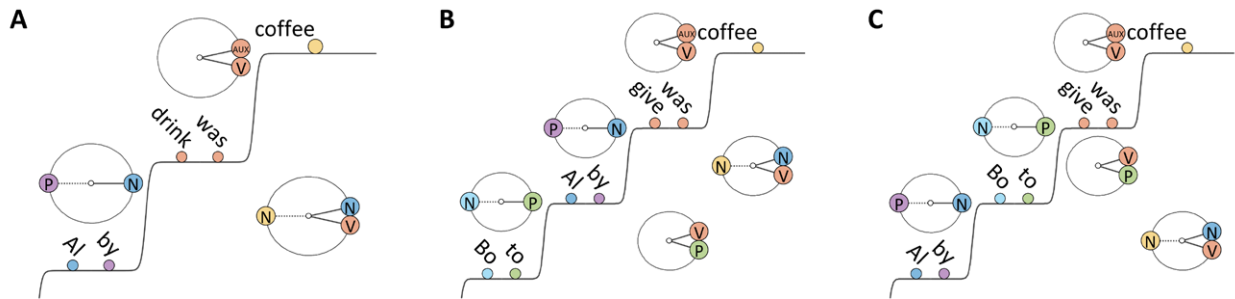 A
coffee
AUX
V
drink was
P N
N
N
V
Al by
B
coffee
AUX
V
give was
P N
N
N
V
Al by
N P
V
P
Bo to
C
coffee
AUX
V
give was
N P
V
P
Bo to
P N
N
N
V
Al by